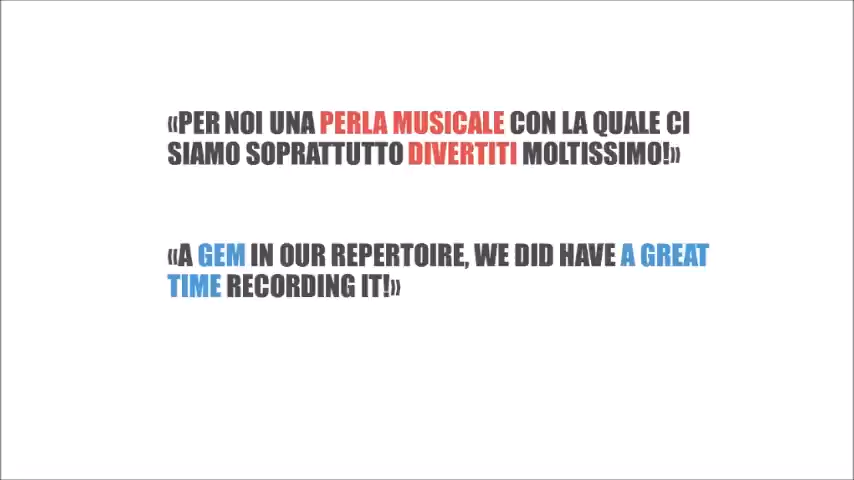 «PER NOI UNA PERLA MUSICALE CON LA QUALE CI
SIAMO SOPRATTUTTO DIVERTITI MOLTISSIMO!»
«A GEM IN OUR REPERTOIRE, WE DID HAVE A GREAT
TIME RECORDING IT!»